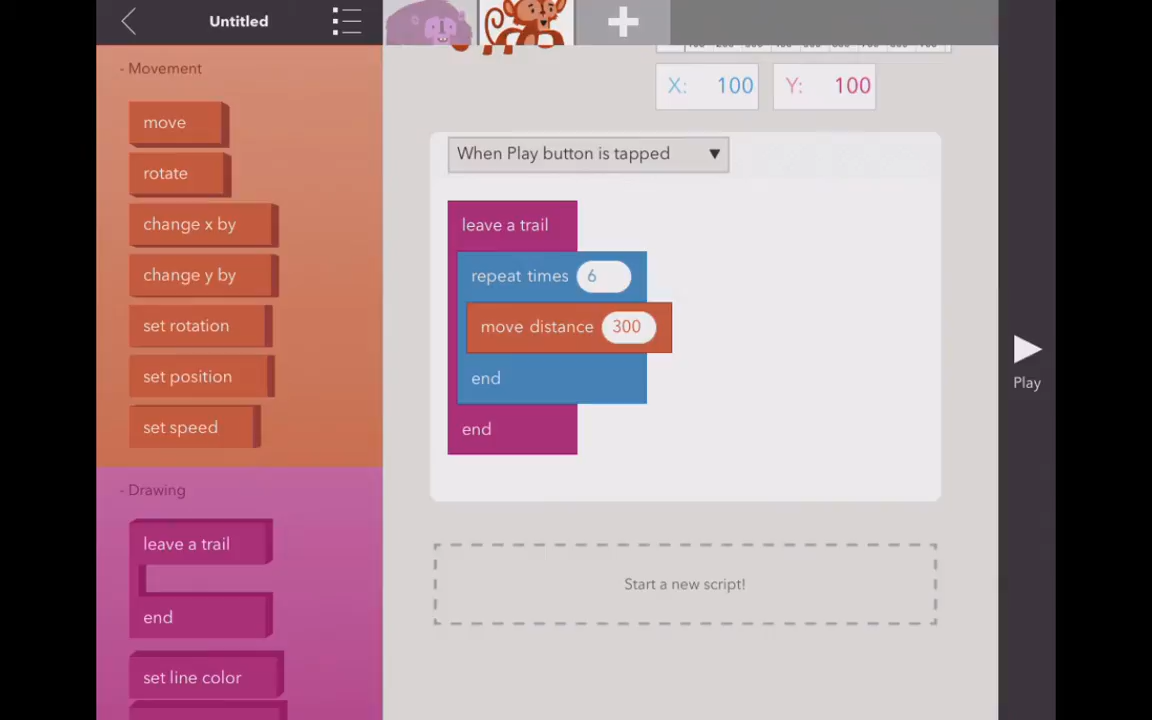 Untitled
- Movement
move
rotate
change x by
change y by
set rotation
set position
set speed
- Drawing
leave a trail
end
set line color
X: 100
Y: 100
When Play button is tapped
leave a trail
repeat times 6
move distance 300
end
end
Start a new script!
Play